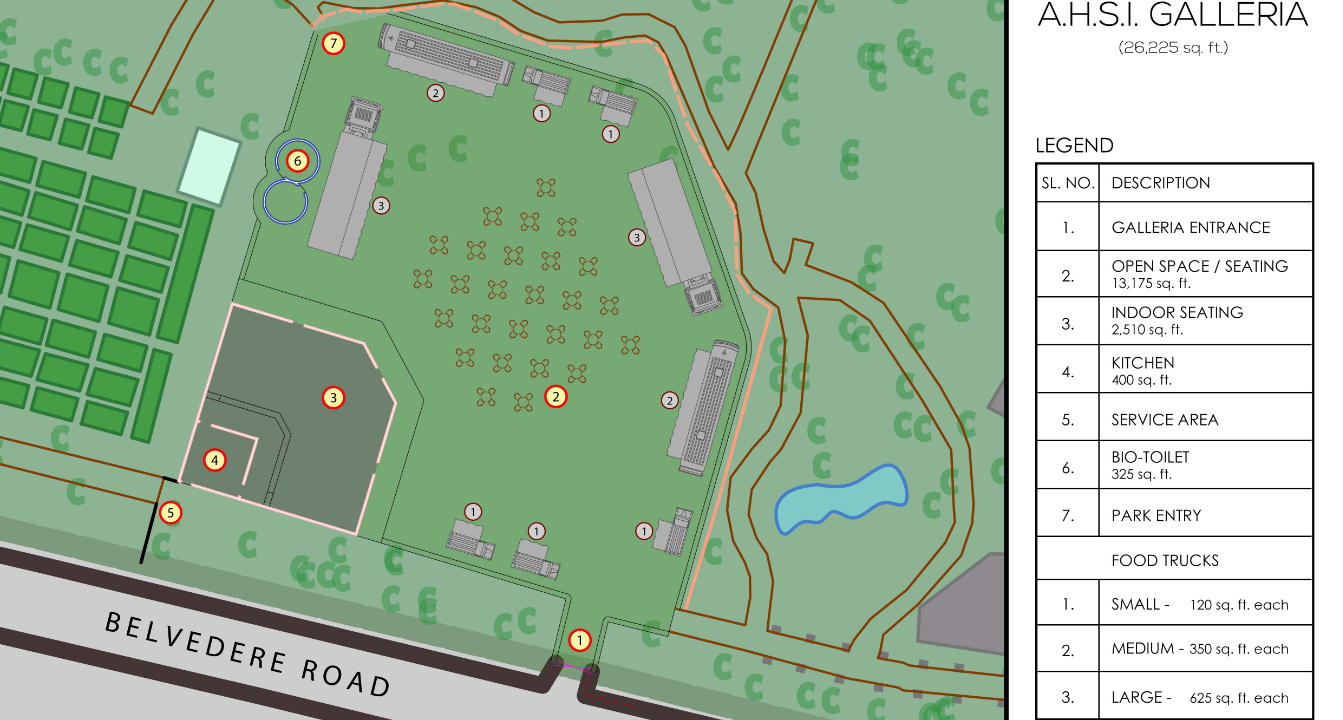 A.H.S.I. GALLERIA
(26,225 sq. ft.)
LEGEND
SL. NO. DESCRIPTION
1. GALLERIA ENTRANCE
2. OPEN SPACE / SEATING
13,175 sq. ft.
3. INDOOR SEATING
2,510 sq. ft.
4. KITCHEN
400 sq. ft.
5. SERVICE AREA
6. BIO-TOILET
325 sq. ft.
7. PARK ENTRY
FOOD TRUCKS
1. SMALL - 120 sq. ft. each
2. MEDIUM - 350 sq. ft. each
3. LARGE - 625 sq. ft. each
7
2
1
1
6
3
3
2
3
2
4
5
1
1
1
1
BELVEDERE ROAD